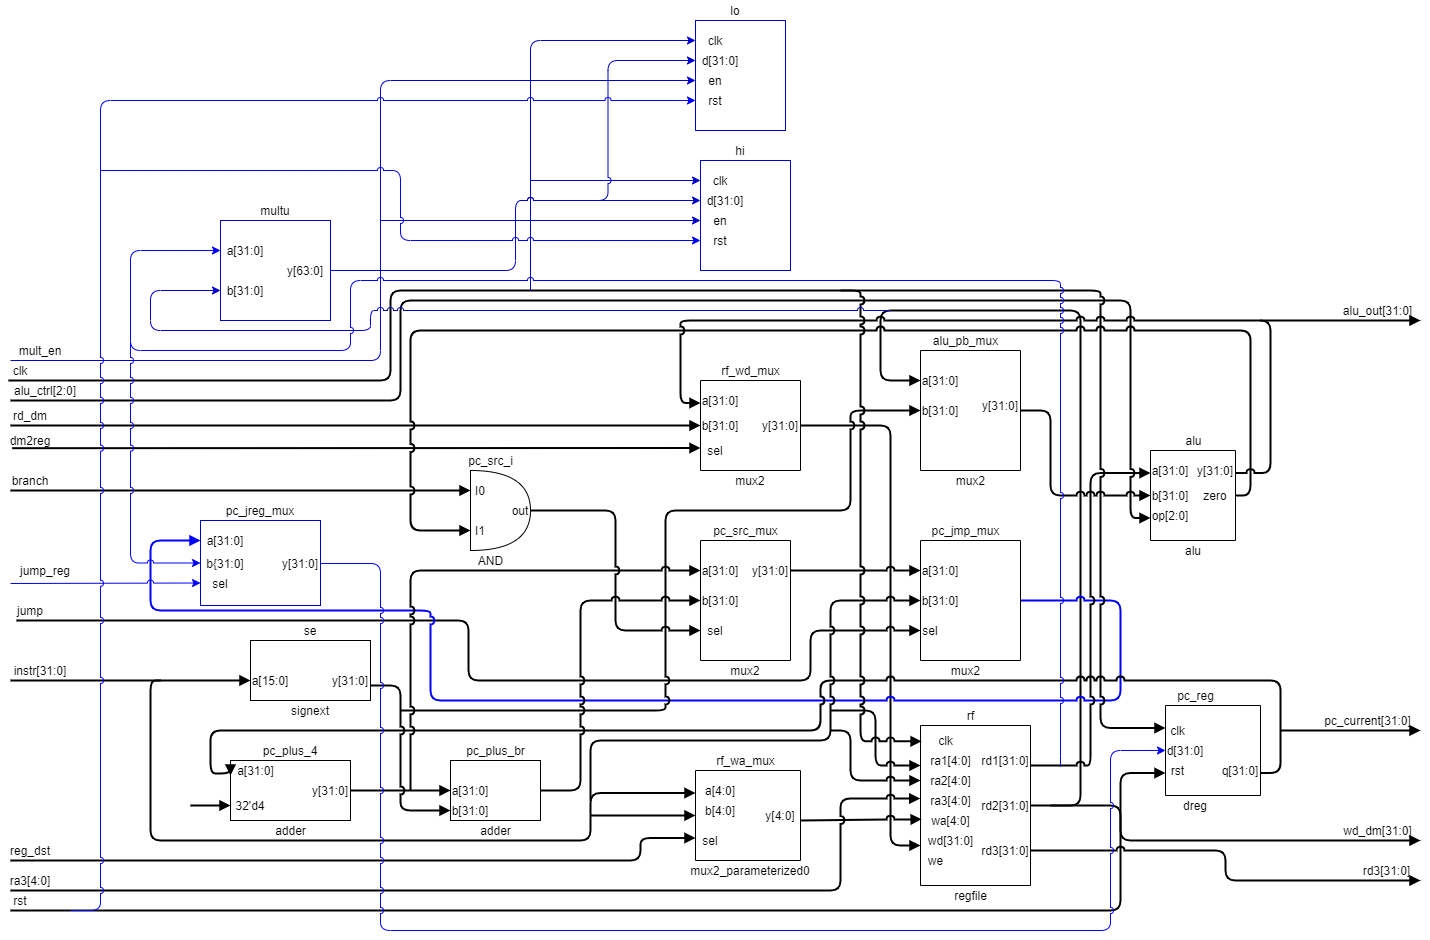 lo
clk
d[31:0]
en
rst
hi
clk
d[31:0]
en
rst
multu
a[31:0]
y[63:0]
b[31:0]
alu_out[31:0]
mult_en
clk
alu_ctrl[2:0]
rd_dm
dm2reg
branch
rf_wd_mux
a[31:0]
b[31:0]
y[31:0]
sel
mux2
alu_pb_mux
a[31:0]
b[31:0]
y[31:0]
mux2
alu
a[31:0]
y[31:0]
b[31:0]
zero
op[2:0]
alu
pc_src_i
I0
out
I1
AND
pc_jreg_mux
a[31:0]
b[31:0]
y[31:0]
sel
jump_reg
jump
pc_src_mux
a[31:0]
y[31:0]
b[31:0]
sel
mux2
pc_jmp_mux
a[31:0]
b[31:0]
sel
mux2
instr[31:0]
se
a[15:0]
y[31:0]
signext
pc_plus_4
a[31:0]
y[31:0]
32'd4
adder
pc_plus_br
a[31:0]
b[31:0]
adder
rf_wa_mux
a[4:0]
b[4:0]
y[4:0]
sel
mux2_parameterized0
rf
clk
ra1[4:0]
rd1[31:0]
ra2[4:0]
ra3[4:0]
rd2[31:0]
wa[4:0]
wd[31:0]
rd3[31:0]
we
regfile
pc_reg
clk
d[31:0]
rst
q[31:0]
dreg
pc_current[31:0]
wd_dm[31:0]
rd3[31:0]
reg_dst
ra3[4:0]
rst